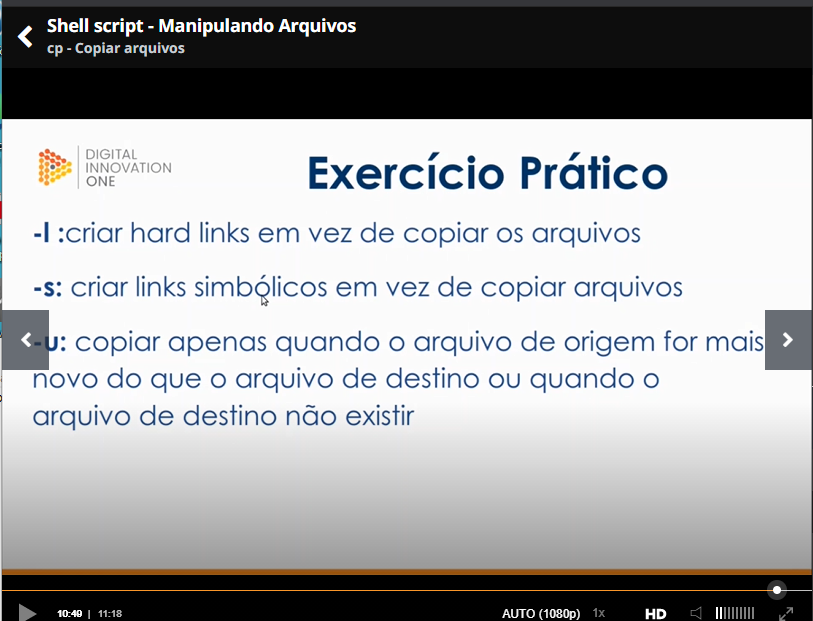 Shell script - Manipulando Arquivos
cp - Copiar arquivos
DIGITAL
INNOVATION
ONE
Exercício Prático
-l :criar hard links em vez de copiar os arquivos
-s: criar links simbólicos em vez de copiar arquivos
-u: copiar apenas quando o arquivo de origem for mais
novo do que o arquivo de destino ou quando o
arquivo de destino não existir
10:49 | 11:18
AUTO (1080p) 1x HD